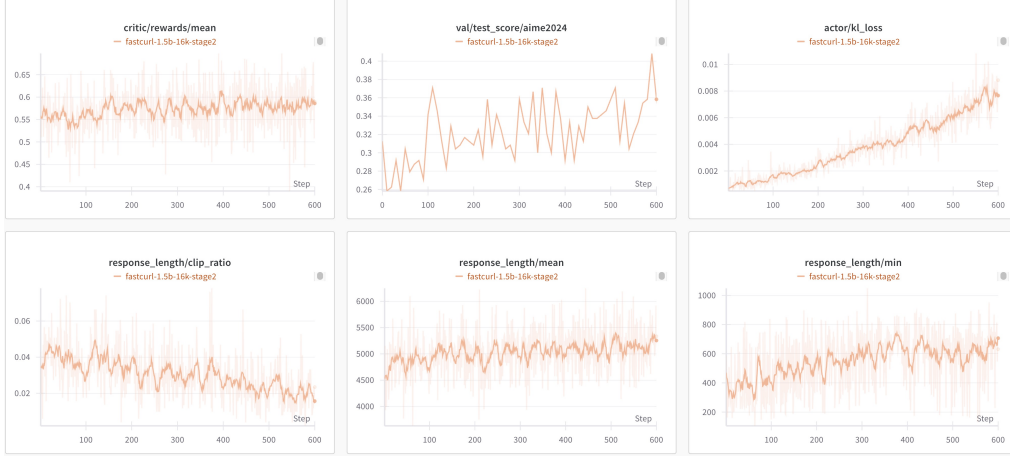 critic/rewards/mean
fastcurl-1.5b-16k-stage2
0.65
0.6
0.55
0.5
0.45
0.4
Step
100 200 300 400 500 600
val/test_score/aime2024
fastcurl-1.5b-16k-stage2
0.4
0.38
0.36
0.34
0.32
0.3
0.28
0.26
Step
0 100 200 300 400 500 600
actor/kl_loss
fastcurl-1.5b-16k-stage2
0.01
0.008
0.006
0.004
0.002
Step
100 200 300 400 500 600
response_length/clip_ratio
fastcurl-1.5b-16k-stage2
0.06
0.04
0.02
Step
100 200 300 400 500 600
response_length/mean
fastcurl-1.5b-16k-stage2
6000
5500
5000
4500
4000
Step
100 200 300 400 500 600
response_length/min
fastcurl-1.5b-16k-stage2
1000
800
600
400
200
Step
100 200 300 400 500 600